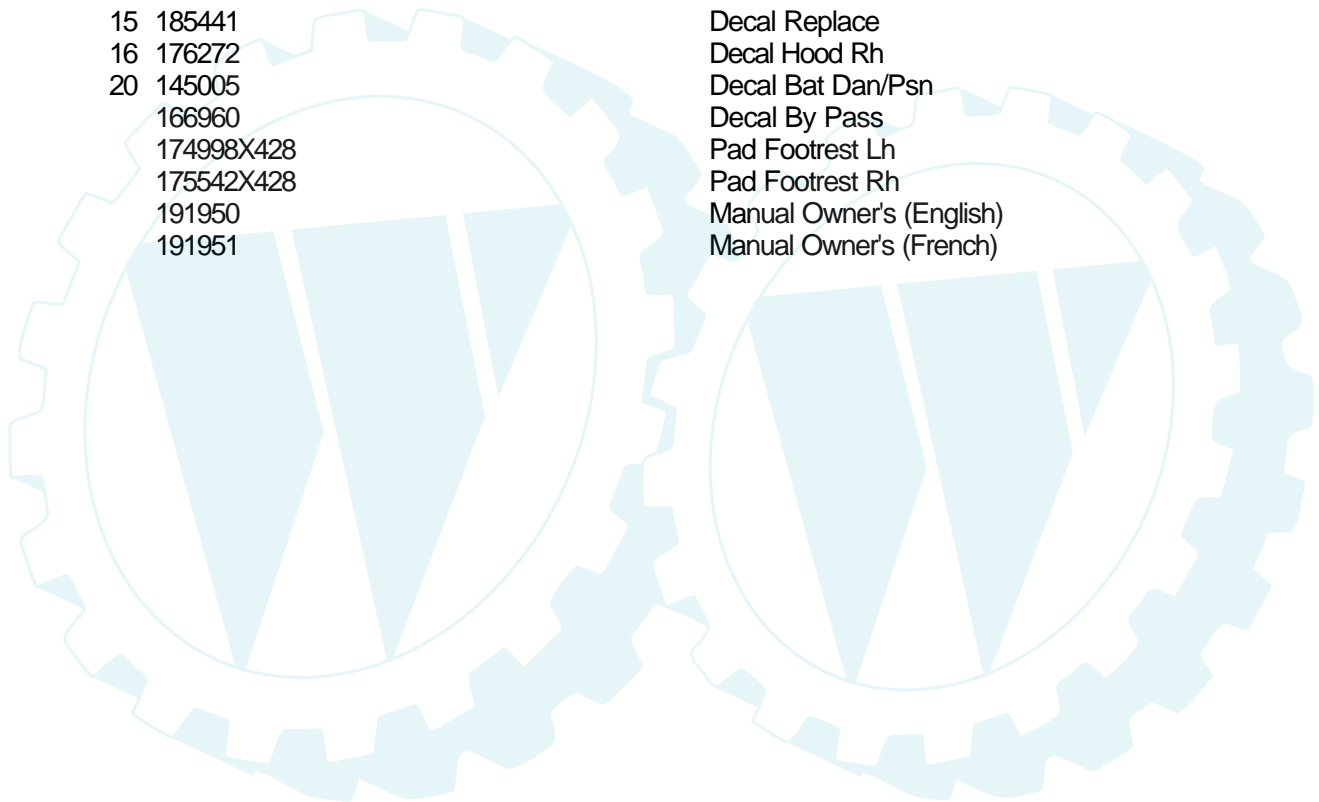 15 185441 Decal Replace
16 176272 Decal Hood Rh
20 145005 Decal Bat Dan/Psn
166960 Decal By Pass
174998X428 Pad Footrest Lh
175542X428 Pad Footrest Rh
191950 Manual Owner's (English)
191951 Manual Owner's (French)